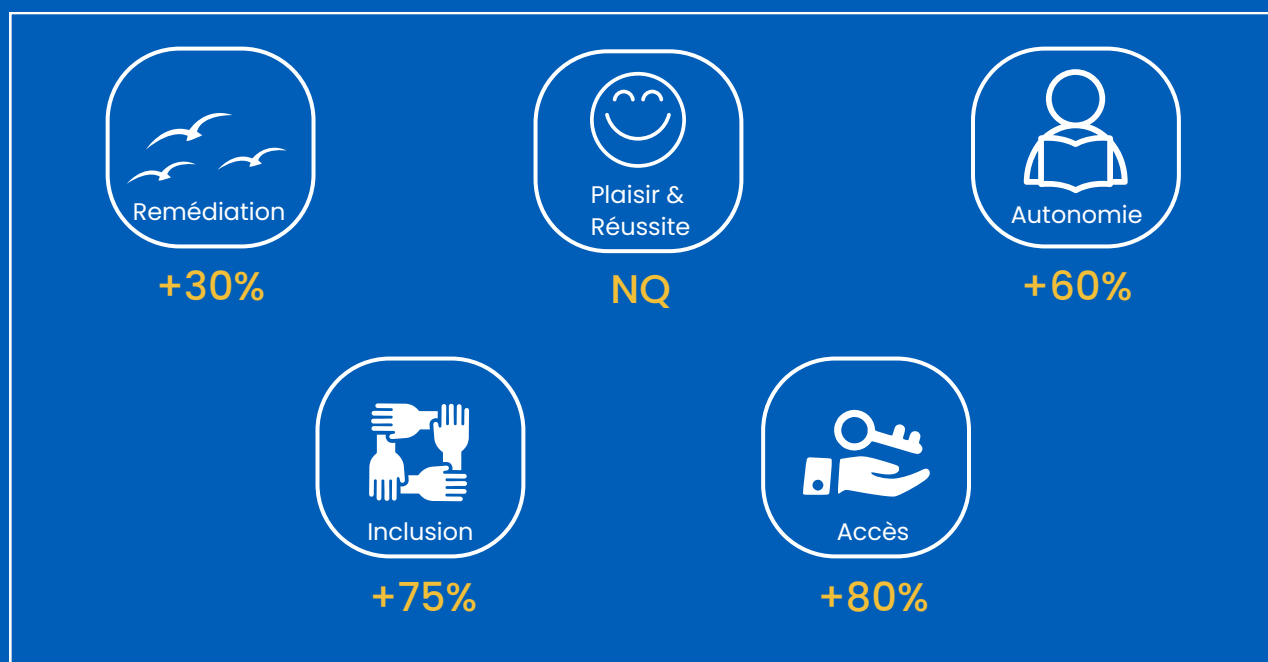 Remédiation
+30%
Plaisir &
Réussite
NQ
Autonomie
+60%
Inclusion
+75%
Accès
+80%